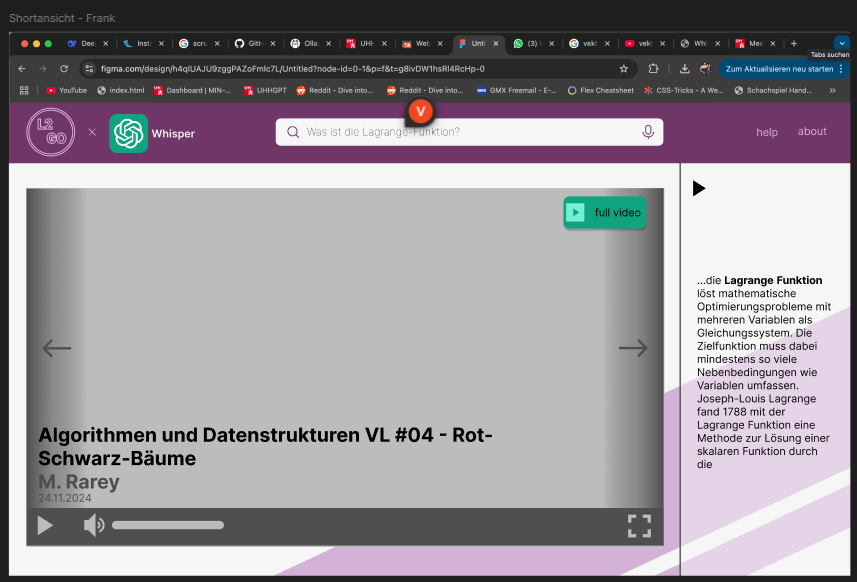 Shortansicht - Frank
Dee
Insta
scru
GitH
Olla
UHH
Web
Unti
(3)
vekt
vekt
Whi
Mec
Tabs suchen
figma.com/design/h4qIUAJU9zggPAZoFmlc7L/Untitled?node-id=0-1&p=f&t=g8ivDW1hsRl4RcHp-0
Zum Aktualisieren neu starten
YouTube
index.html
Dashboard | MIN-...
UHHGPT
Reddit - Dive into...
Reddit - Dive into...
GMX Freemail - E-...
Flex Cheatsheet
CSS-Tricks - A We...
Schachspiel Hand...
V
L2
GO
Whisper
Was ist die Lagrange-Funktion?
help
about
full video
Algorithmen und Datenstrukturen VL #04 - Rot-
Schwarz-Bäume
M. Rarey
24.11.2024
...die Lagrange Funktion
löst mathematische
Optimierungsprobleme mit
mehreren Variablen als
Gleichungssystem. Die
Zielfunktion muss dabei
mindestens so viele
Nebenbedingungen wie
Variablen umfassen.
Joseph-Louis Lagrange
fand 1788 mit der
Lagrange Funktion eine
Methode zur Lösung einer
skalaren Funktion durch
die